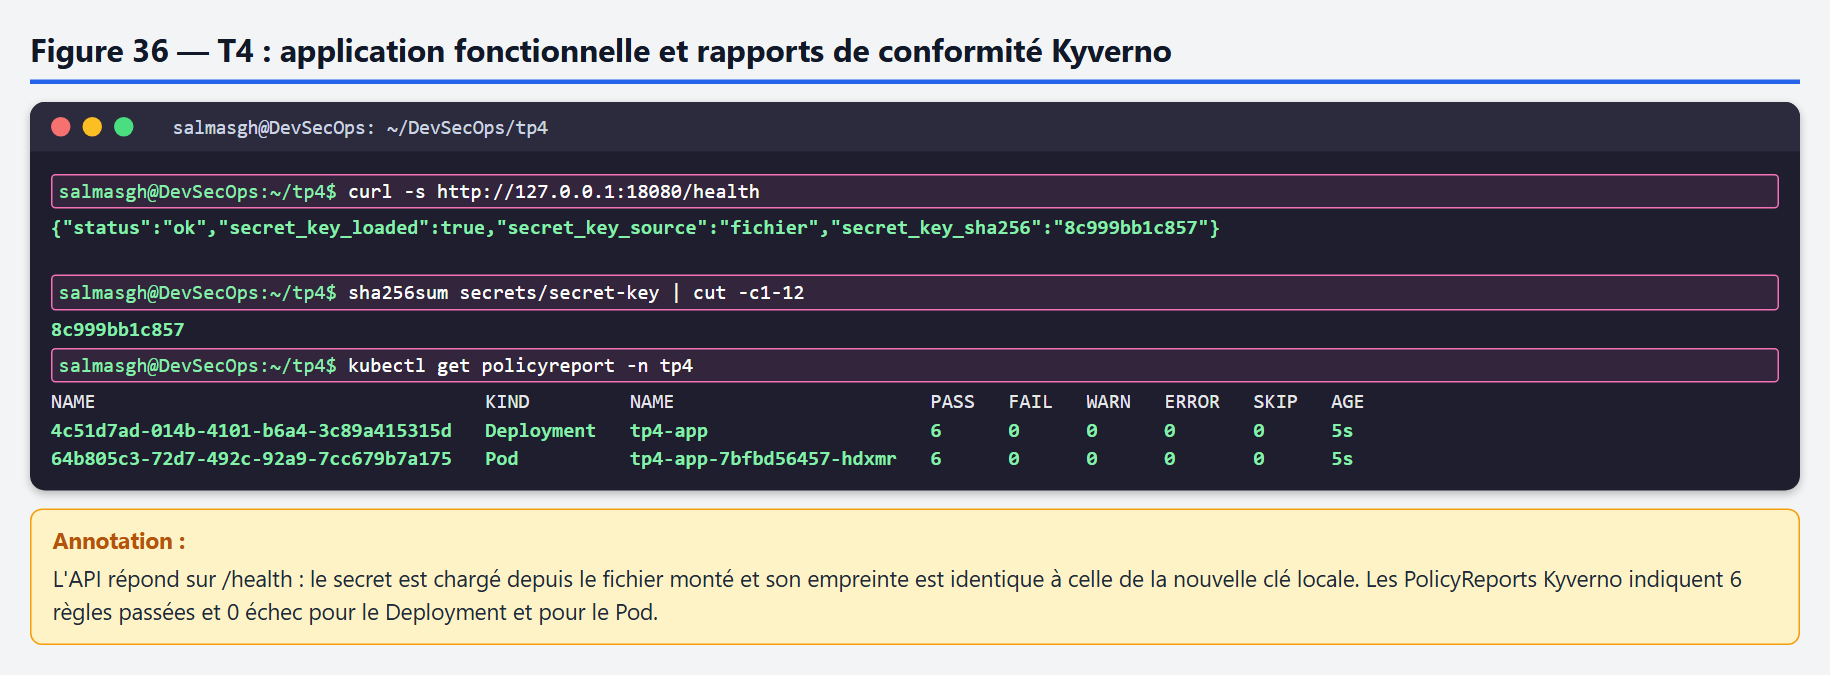 Figure 36 — T4 : application fonctionnelle et rapports de conformité Kyverno
salmasgh@DevSecOps: ~/DevSecOps/tp4
salmasgh@DevSecOps:~/tp4$ curl -s http://127.0.0.1:18080/health
{"status":"ok","secret_key_loaded":true,"secret_key_source":"fichier","secret_key_sha256":"8c999bb1c857"}
salmasgh@DevSecOps:~/tp4$ sha256sum secrets/secret-key | cut -c1-12
8c999bb1c857
salmasgh@DevSecOps:~/tp4$ kubectl get policyreport -n tp4
NAME KIND NAME PASS FAIL WARN ERROR SKIP AGE
4c51d7ad-014b-4101-b6a4-3c89a415315d Deployment tp4-app 6 0 0 0 0 5s
64b805c3-72d7-492c-92a9-7cc679b7a175 Pod tp4-app-7bfbd56457-hdxmr 6 0 0 0 0 5s
Annotation :
L'API répond sur /health : le secret est chargé depuis le fichier monté et son empreinte est identique à celle de la nouvelle clé locale. Les PolicyReports Kyverno indiquent 6
règles passées et 0 échec pour le Deployment et pour le Pod.